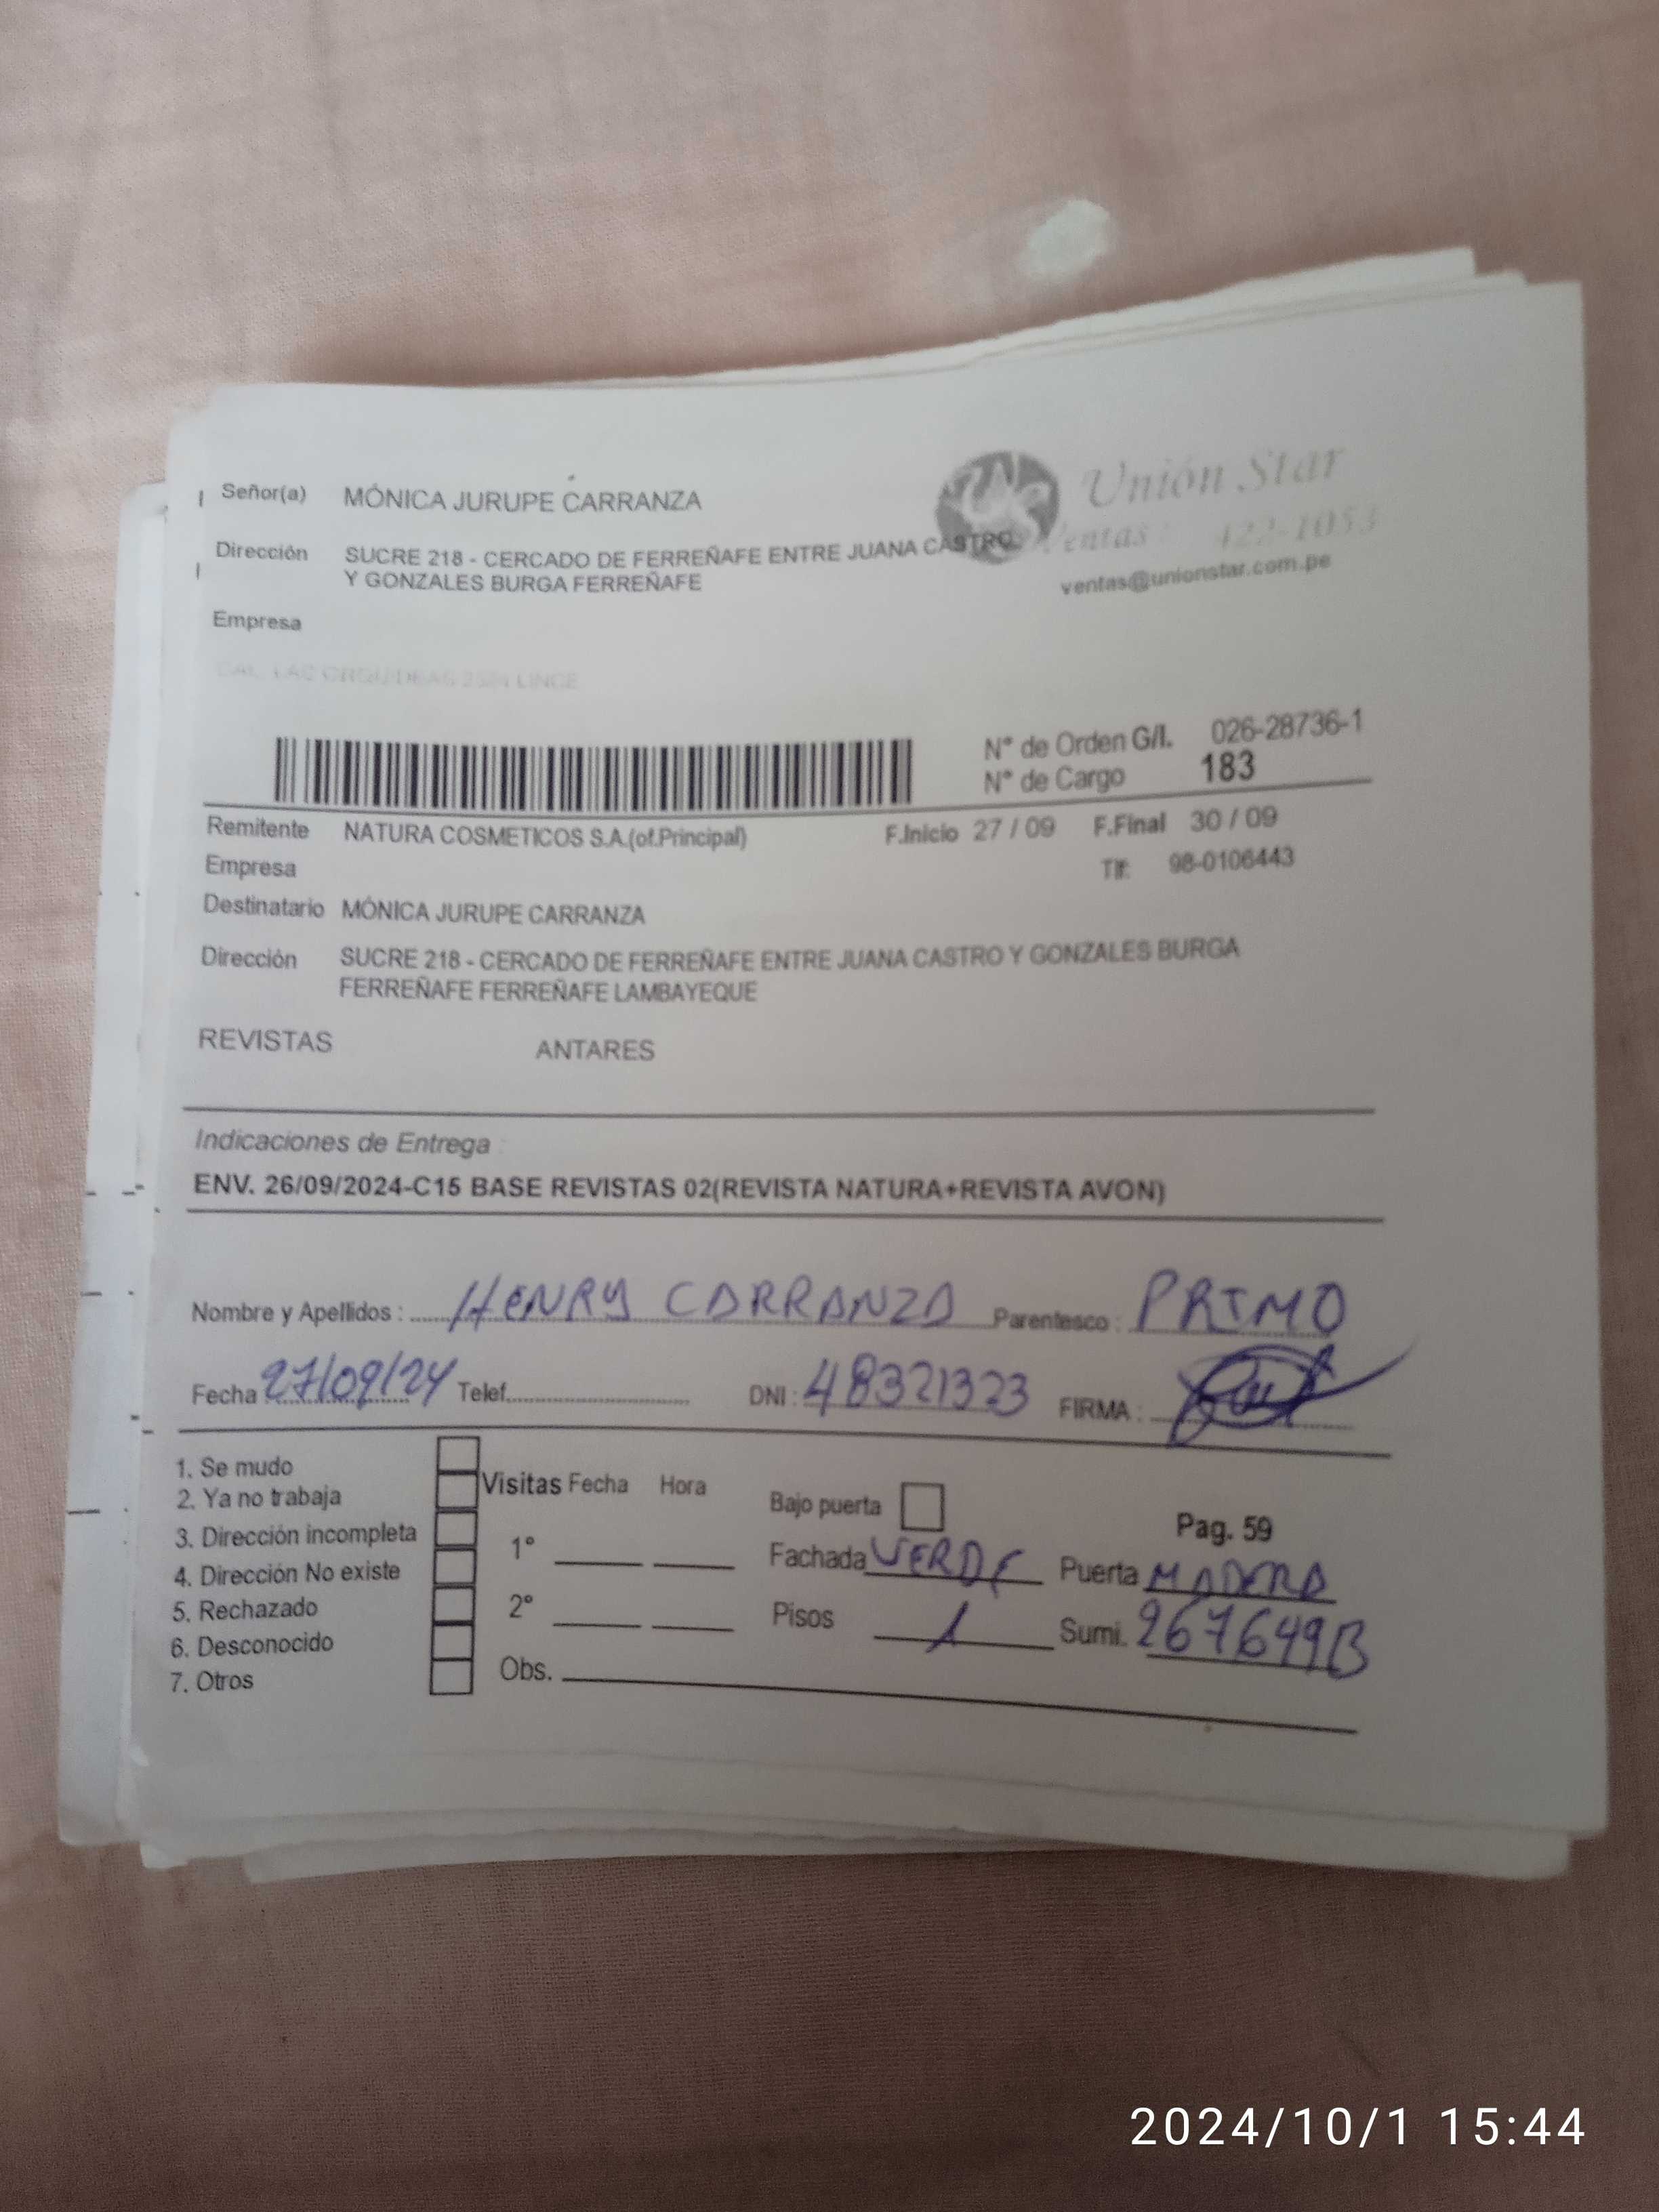 Unión Star
Señor(a) MÓNICA JURUPE CARRANZA
Ventas: 422-1053
Dirección SUCRE 218 - CERCADO DE FERREÑAFE ENTRE JUANA CASTRO
Y GONZALES BURGA FERREÑAFE
ventas@unionstar.com.pe
Empresa
LAS ORQUIDEAS LINCE
N° de Orden G/I. 026-28736-1
N° de Cargo 183
Remitente NATURA COSMETICOS S.A.(of.Principal) F.Inicio 27 / 09 F.Final 30 / 09
Empresa Tlf: 98-0106443
Destinatario MÓNICA JURUPE CARRANZA
Dirección SUCRE 218 - CERCADO DE FERREÑAFE ENTRE JUANA CASTRO Y GONZALES BURGA
FERREÑAFE FERREÑAFE LAMBAYEQUE
REVISTAS ANTARES
Indicaciones de Entrega :
ENV. 26/09/2024-C15 BASE REVISTAS 02(REVISTA NATURA+REVISTA AVON)
Nombre y Apellidos : HENRY CARRANZA Parentesco : PRIMO
Fecha 27/09/24 Telef. DNI : 48321323 FIRMA :
1. Se mudo
2. Ya no trabaja
3. Dirección incompleta
4. Dirección No existe
5. Rechazado
6. Desconocido
7. Otros
Visitas Fecha Hora
1°
2°
Obs.
Bajo puerta Pag. 59
Fachada VERDE Puerta MADERA
Pisos 1 Sumi. 267649B
2024/10/1 15:44